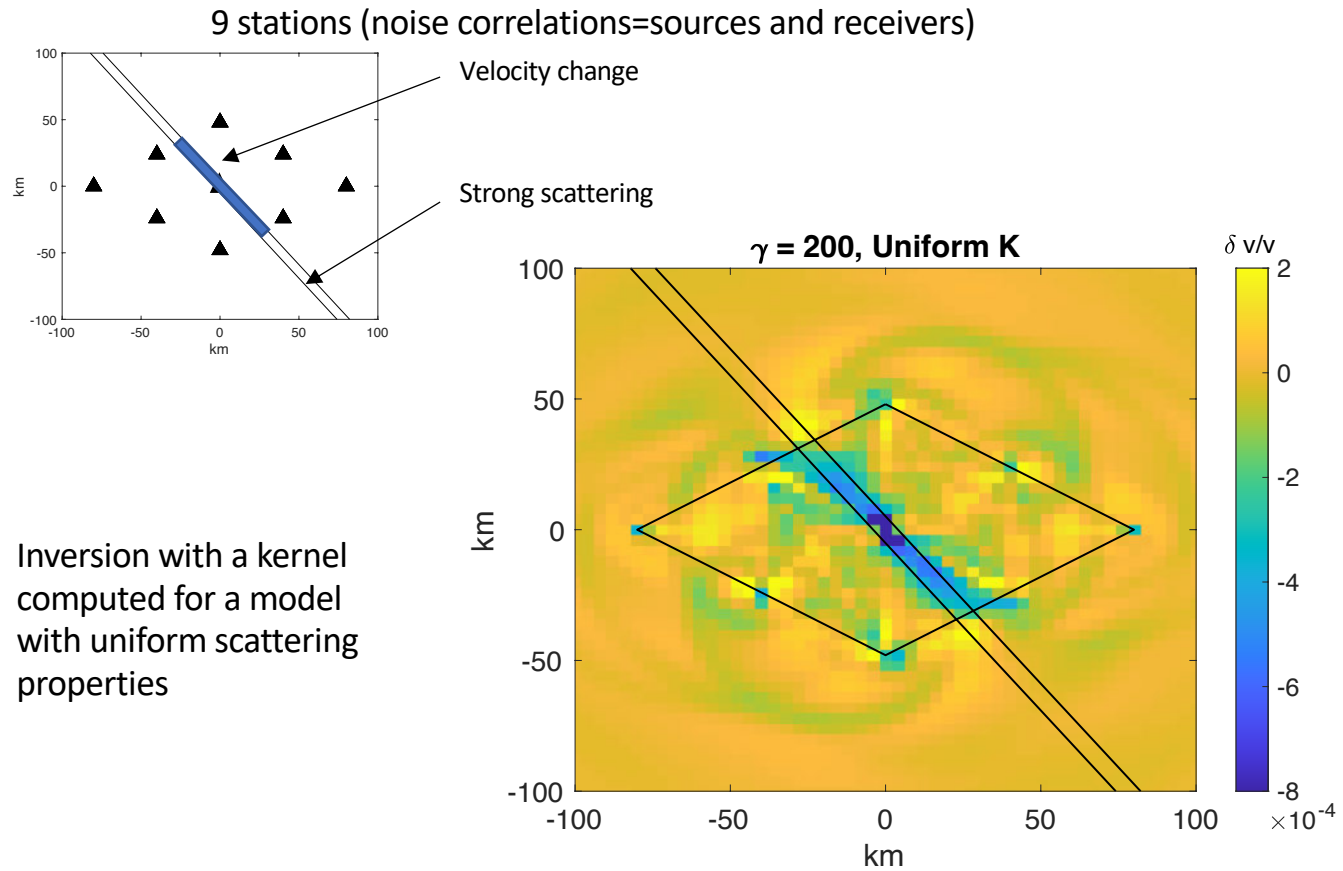 9 stations (noise correlations=sources and receivers)
100
50
0
-50
-100
km
-100 -50 0 50 100
km
Velocity change
Strong scattering
Inversion with a kernel
computed for a model
with uniform scattering
properties
γ = 200, Uniform K
100
50
0
-50
-100
km
-100 -50 0 50 100
km
δ v/v
2
0
-2
-4
-6
-8
×10⁻⁴